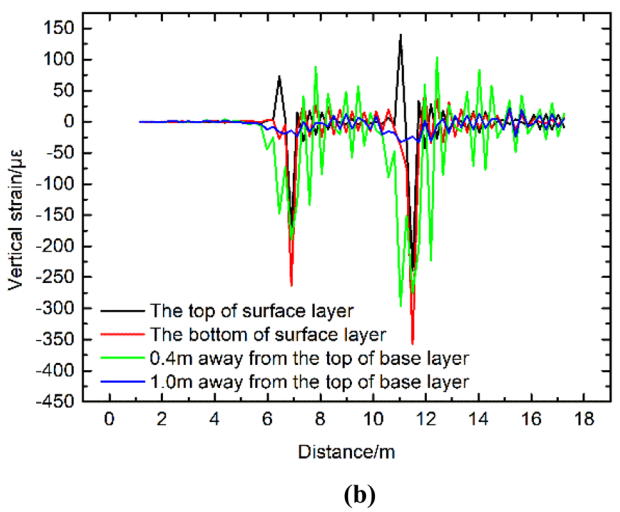 150
100
50
0
-50
-100
-150
-200
-250
-300
-350
-400
-450
Vertical strain/με
The top of surface layer
The bottom of surface layer
0.4m away from the top of base layer
1.0m away from the top of base layer
0 2 4 6 8 10 12 14 16 18
Distance/m
(b)